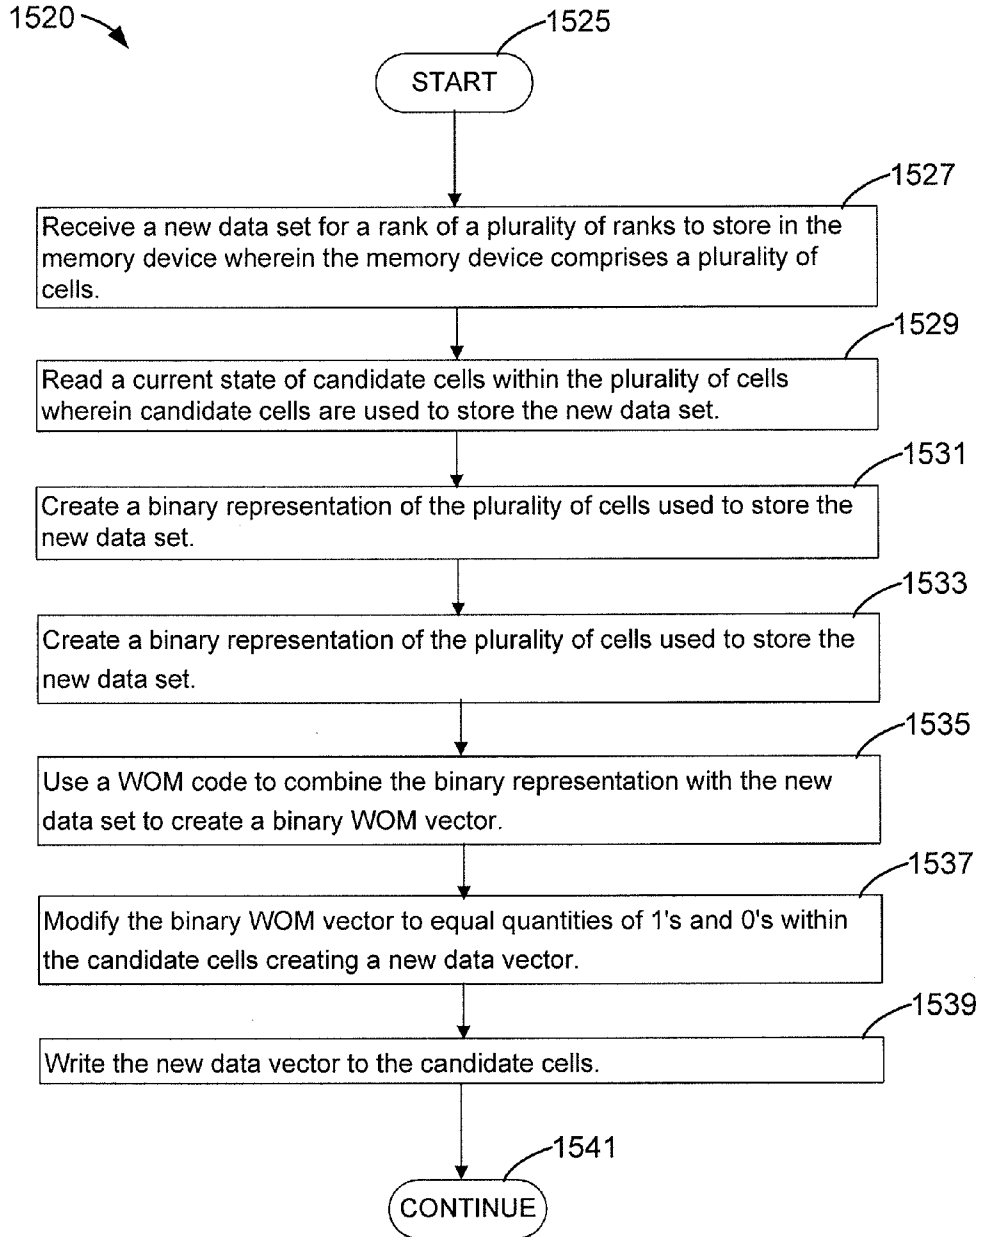 1520
1525
START
1527
Receive a new data set for a rank of a plurality of ranks to store in the
memory device wherein the memory device comprises a plurality of
cells.
1529
Read a current state of candidate cells within the plurality of cells
wherein candidate cells are used to store the new data set.
1531
Create a binary representation of the plurality of cells used to store the
new data set.
1533
Create a binary representation of the plurality of cells used to store the
new data set.
1535
Use a WOM code to combine the binary representation with the new
data set to create a binary WOM vector.
1537
Modify the binary WOM vector to equal quantities of 1's and 0's within
the candidate cells creating a new data vector.
1539
Write the new data vector to the candidate cells.
1541
CONTINUE